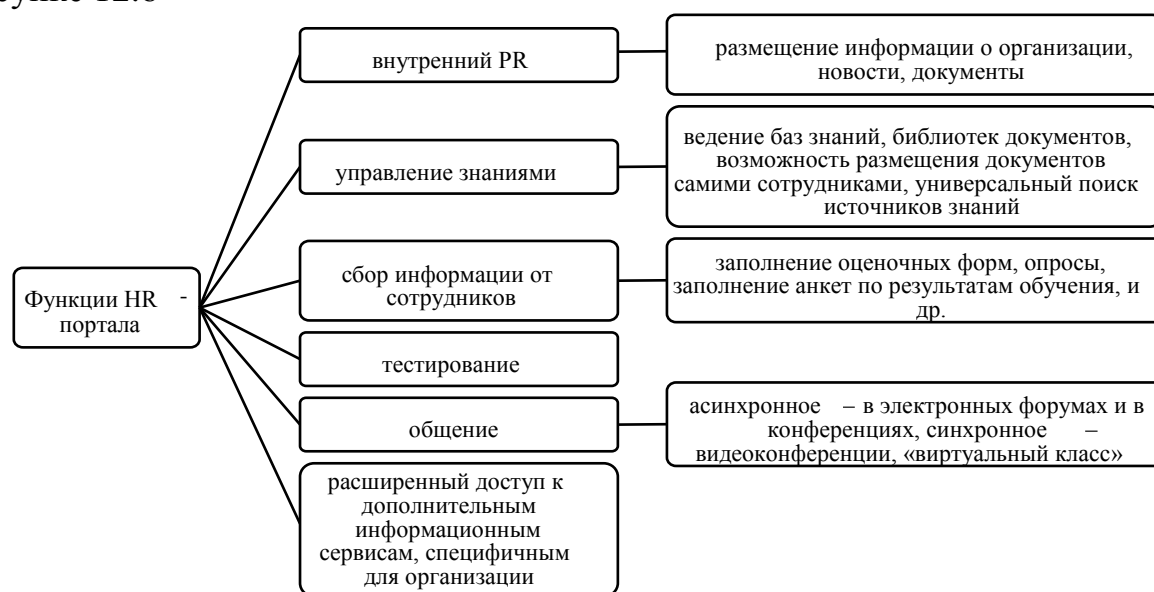 внутренний PR
размещение информации о организации,
новости, документы
управление знаниями
ведение баз знаний, библиотек документов,
возможность размещения документов
самими сотрудниками, универсальный поиск
источников знаний
Функции HR -
портала
сбор информации от
сотрудников
заполнение оценочных форм, опросы,
заполнение анкет по результатам обучения, и
др.
тестирование
общение
асинхронное – в электронных форумах и в
конференциях, синхронное –
видеоконференции, «виртуальный класс»
расширенный доступ к
дополнительным
информационным
сервисам, специфичным
для организации